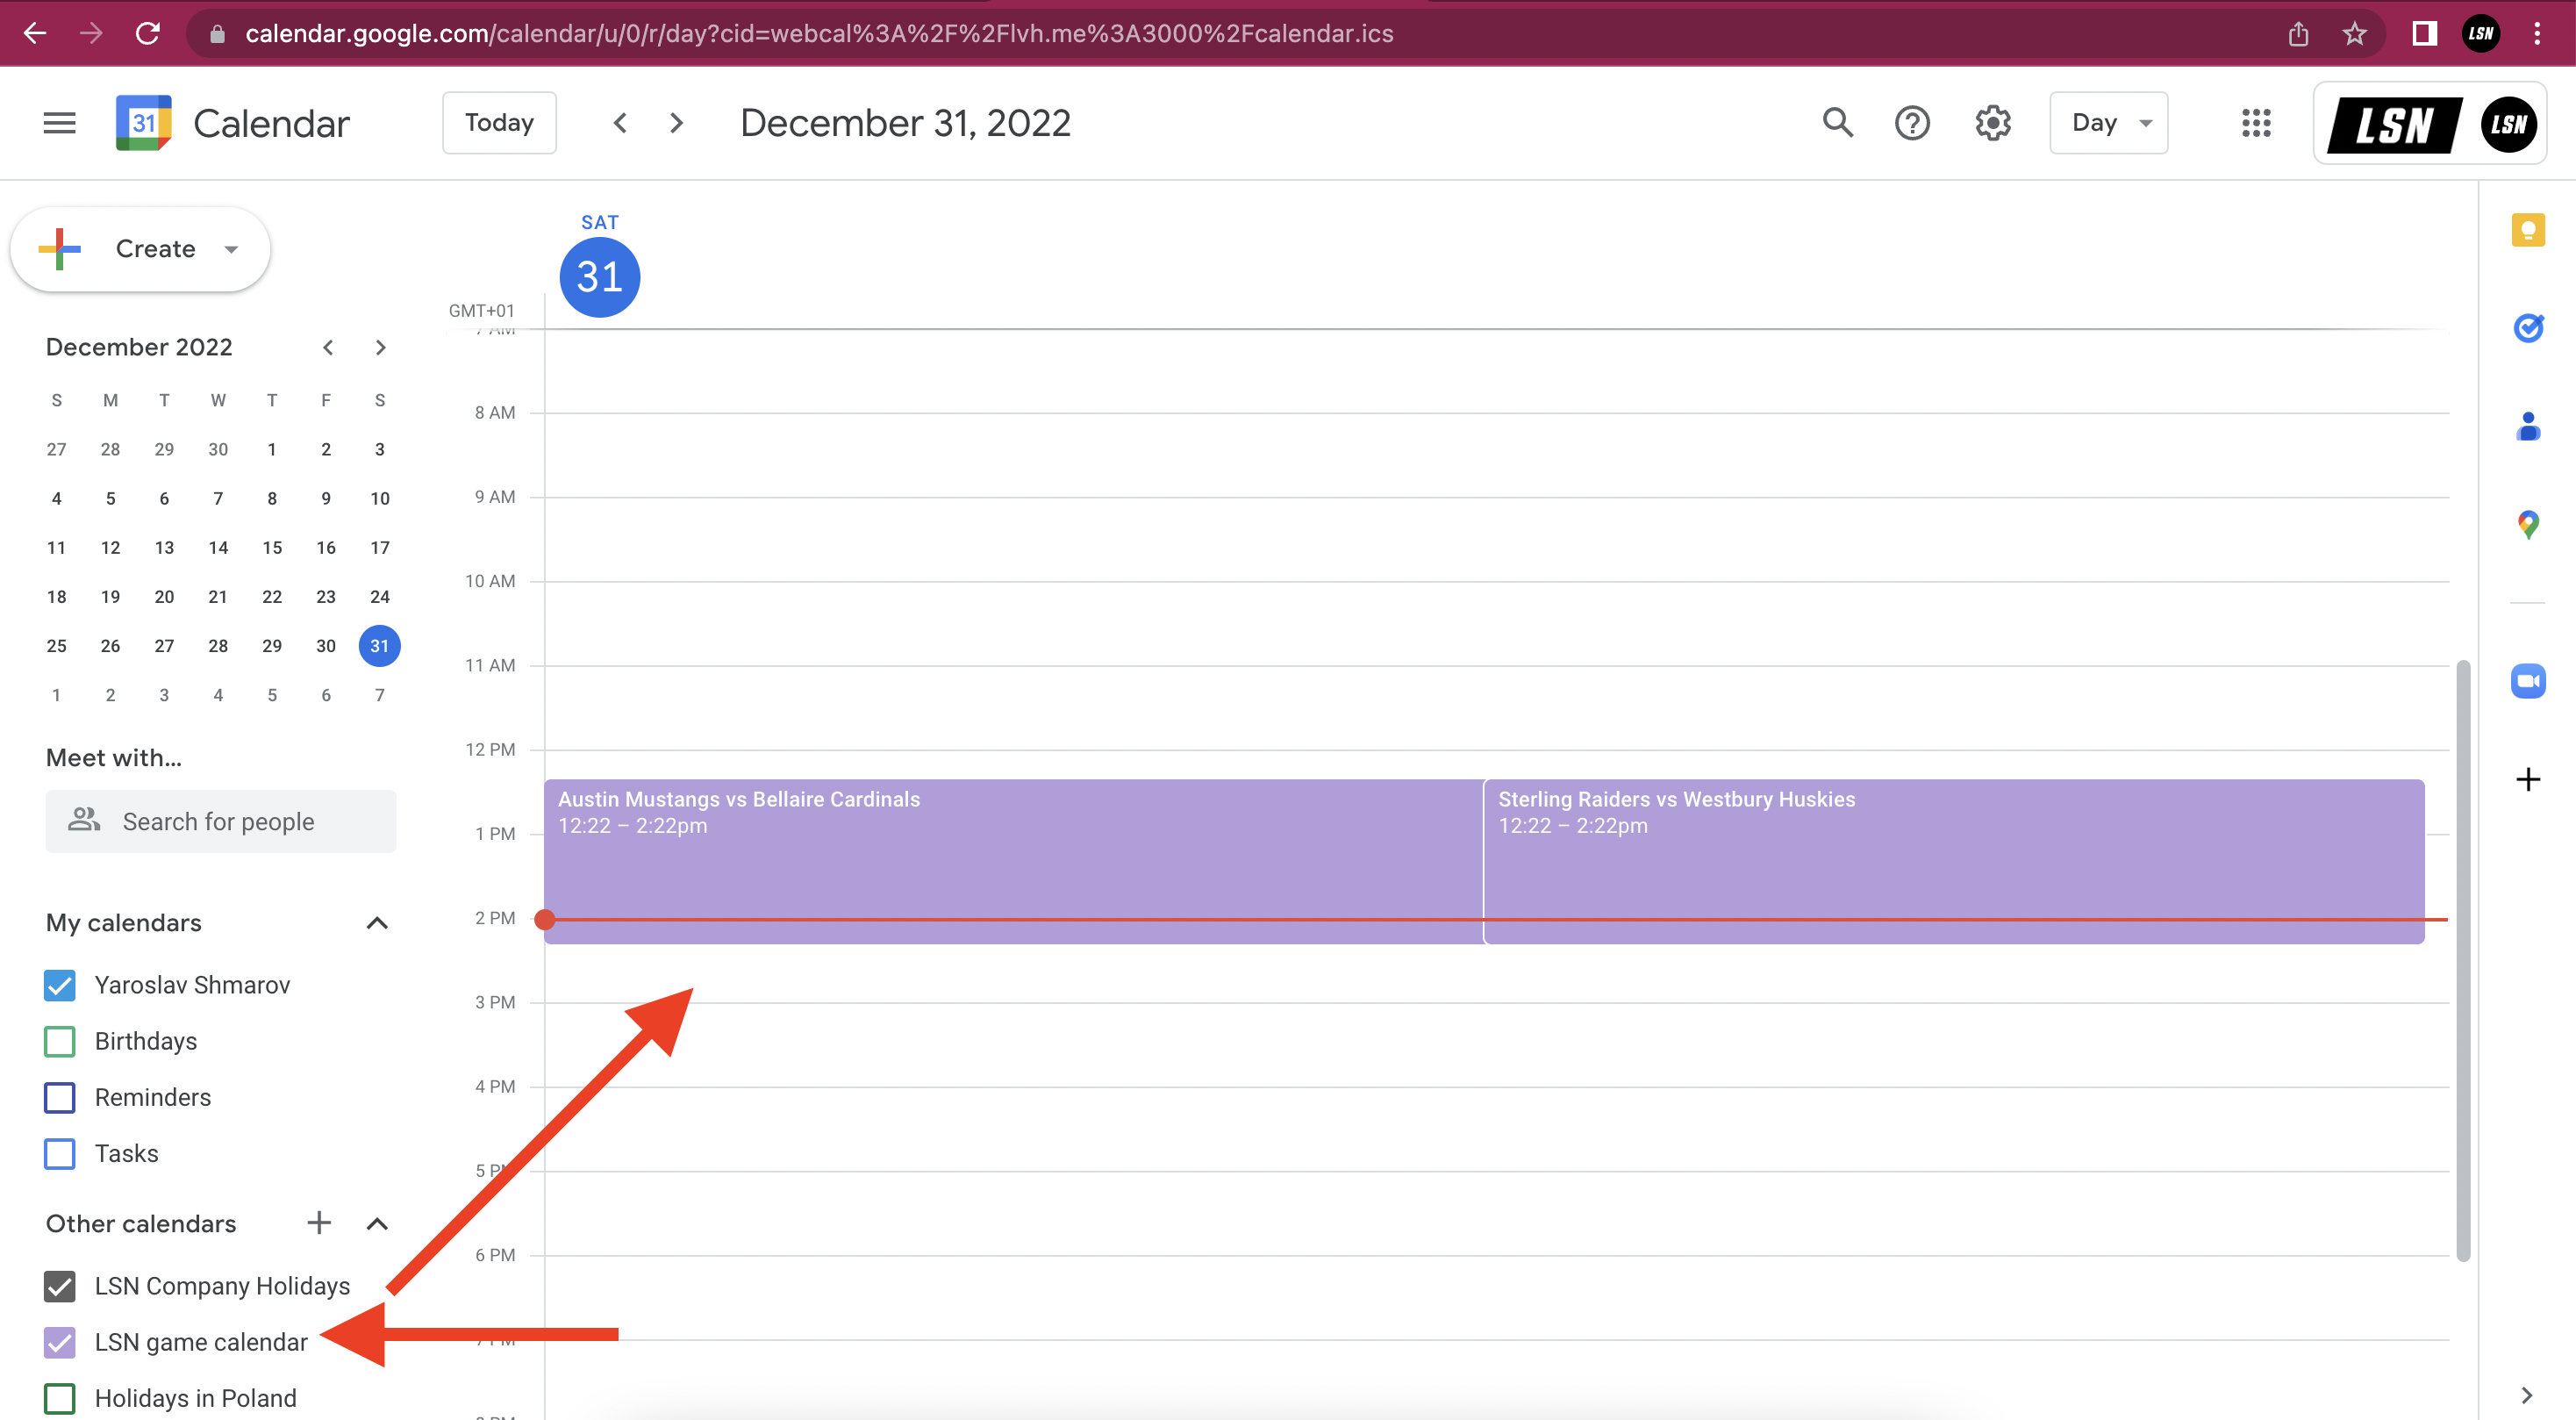 calendar.google.com/calendar/u/0/r/day?cid=webcal%3A%2F%2Flvh.me%3A3000%2Fcalendar.ics
LSN
31 Calendar
Today
December 31, 2022
Day
LSN
LSN
Create
SAT
31
GMT+01
7 AM
8 AM
9 AM
10 AM
11 AM
12 PM
1 PM
2 PM
3 PM
4 PM
5 PM
6 PM
7 PM
December 2022
S M T W T F S
27 28 29 30 1 2 3
4 5 6 7 8 9 10
11 12 13 14 15 16 17
18 19 20 21 22 23 24
25 26 27 28 29 30 31
1 2 3 4 5 6 7
Meet with...
Search for people
My calendars
Yaroslav Shmarov
Birthdays
Reminders
Tasks
Other calendars
LSN Company Holidays
LSN game calendar
Holidays in Poland
Austin Mustangs vs Bellaire Cardinals
12:22 – 2:22pm
Sterling Raiders vs Westbury Huskies
12:22 – 2:22pm